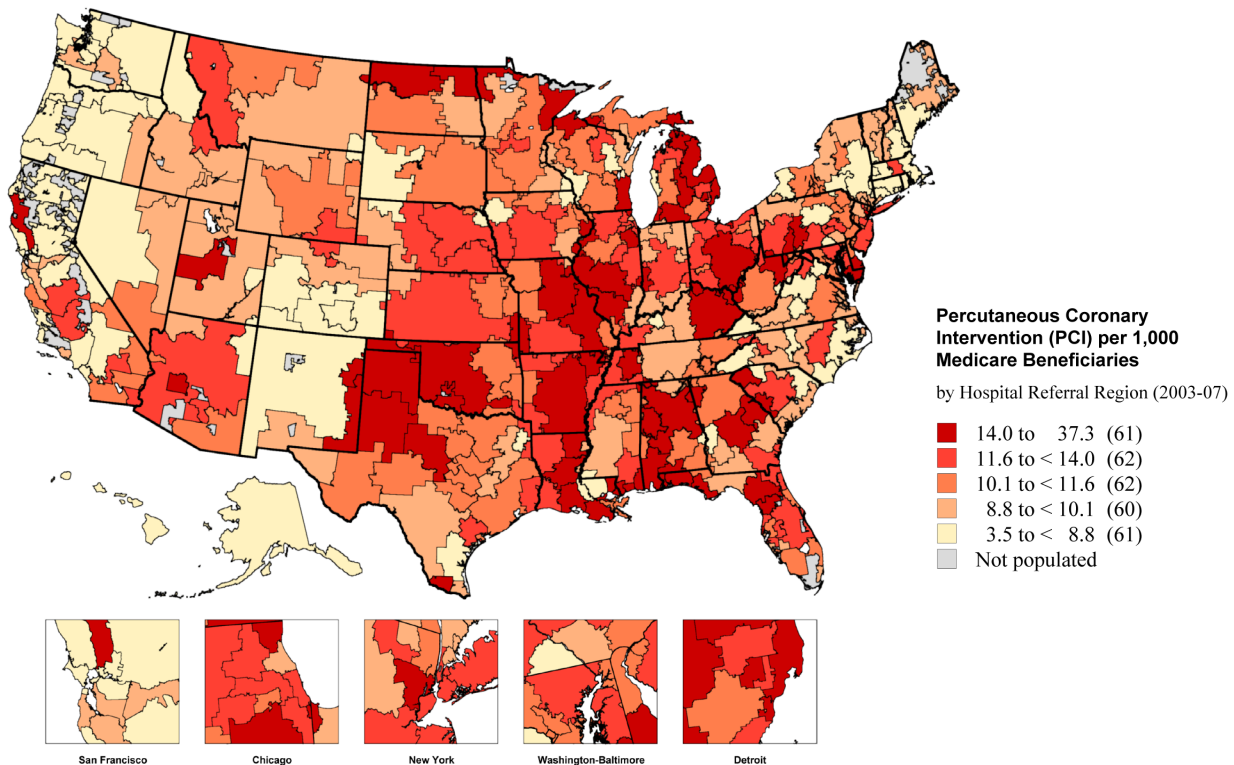 Percutaneous Coronary
Intervention (PCI) per 1,000
Medicare Beneficiaries
by Hospital Referral Region (2003-07)
14.0 to 37.3 (61)
11.6 to < 14.0 (62)
10.1 to < 11.6 (62)
8.8 to < 10.1 (60)
3.5 to < 8.8 (61)
Not populated
San Francisco
Chicago
New York
Washington-Baltimore
Detroit